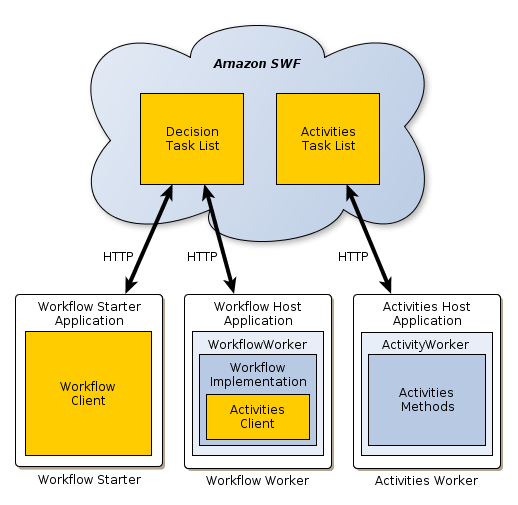 Amazon SWF
Decision
Task List
Activities
Task List
HTTP
HTTP
HTTP
Workflow Starter
Application
Workflow
Client
Workflow Starter
Workflow Host
Application
WorkflowWorker
Workflow
Implementation
Activities
Client
Workflow Worker
Activities Host
Application
ActivityWorker
Activities
Methods
Activities Worker